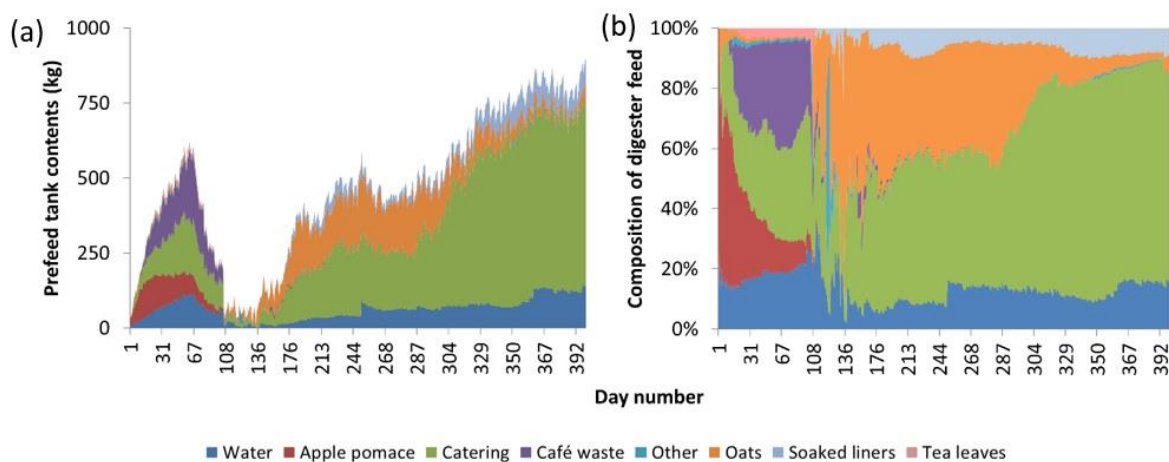 (a)
Prefeed tank contents (kg)
1000
750
500
250
0
1 31 67 108 136 176 213 244 268 287 304 329 350 367 392
(b)
Composition of digester feed
100%
80%
60%
40%
20%
0%
1 31 67 108 136 176 213 244 268 287 304 329 350 367 392
Day number
Water Apple pomace Catering Café waste Other Oats Soaked liners Tea leaves